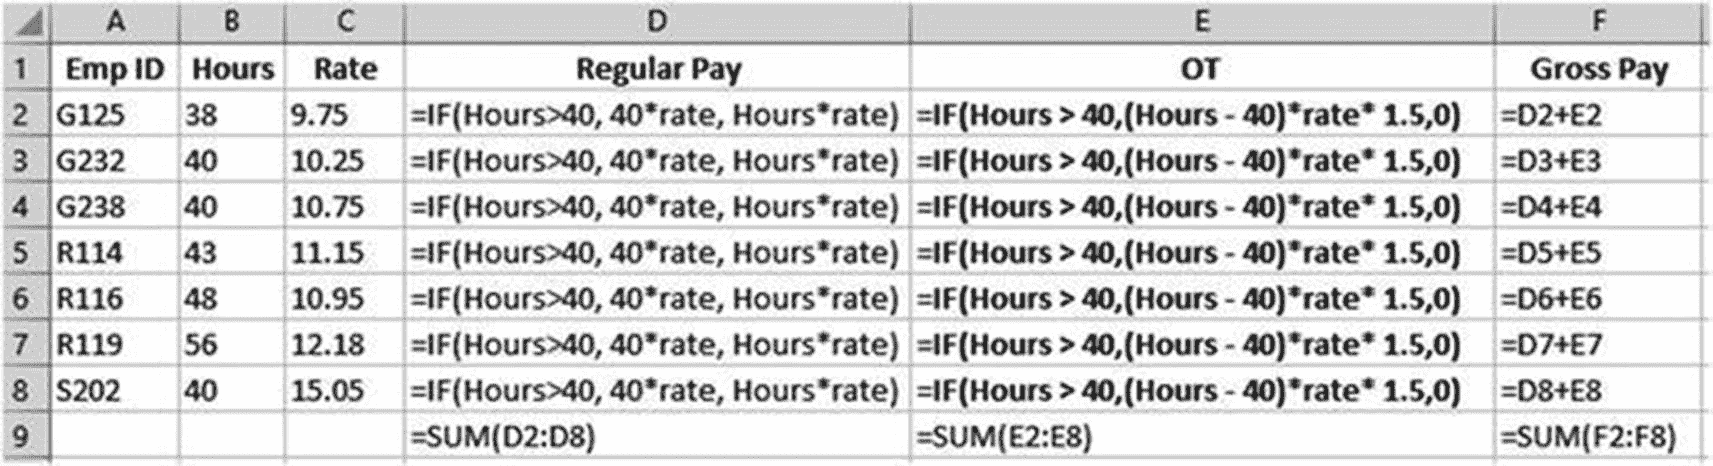 A B C D E F
1 Emp ID Hours Rate Regular Pay OT Gross Pay
2 G125 38 9.75 =IF(Hours>40, 40*rate, Hours*rate) =IF(Hours > 40,(Hours - 40)*rate* 1.5,0) =D2+E2
3 G232 40 10.25 =IF(Hours>40, 40*rate, Hours*rate) =IF(Hours > 40,(Hours - 40)*rate* 1.5,0) =D3+E3
4 G238 40 10.75 =IF(Hours>40, 40*rate, Hours*rate) =IF(Hours > 40,(Hours - 40)*rate* 1.5,0) =D4+E4
5 R114 43 11.15 =IF(Hours>40, 40*rate, Hours*rate) =IF(Hours > 40,(Hours - 40)*rate* 1.5,0) =D5+E5
6 R116 48 10.95 =IF(Hours>40, 40*rate, Hours*rate) =IF(Hours > 40,(Hours - 40)*rate* 1.5,0) =D6+E6
7 R119 56 12.18 =IF(Hours>40, 40*rate, Hours*rate) =IF(Hours > 40,(Hours - 40)*rate* 1.5,0) =D7+E7
8 S202 40 15.05 =IF(Hours>40, 40*rate, Hours*rate) =IF(Hours > 40,(Hours - 40)*rate* 1.5,0) =D8+E8
9 =SUM(D2:D8) =SUM(E2:E8) =SUM(F2:F8)